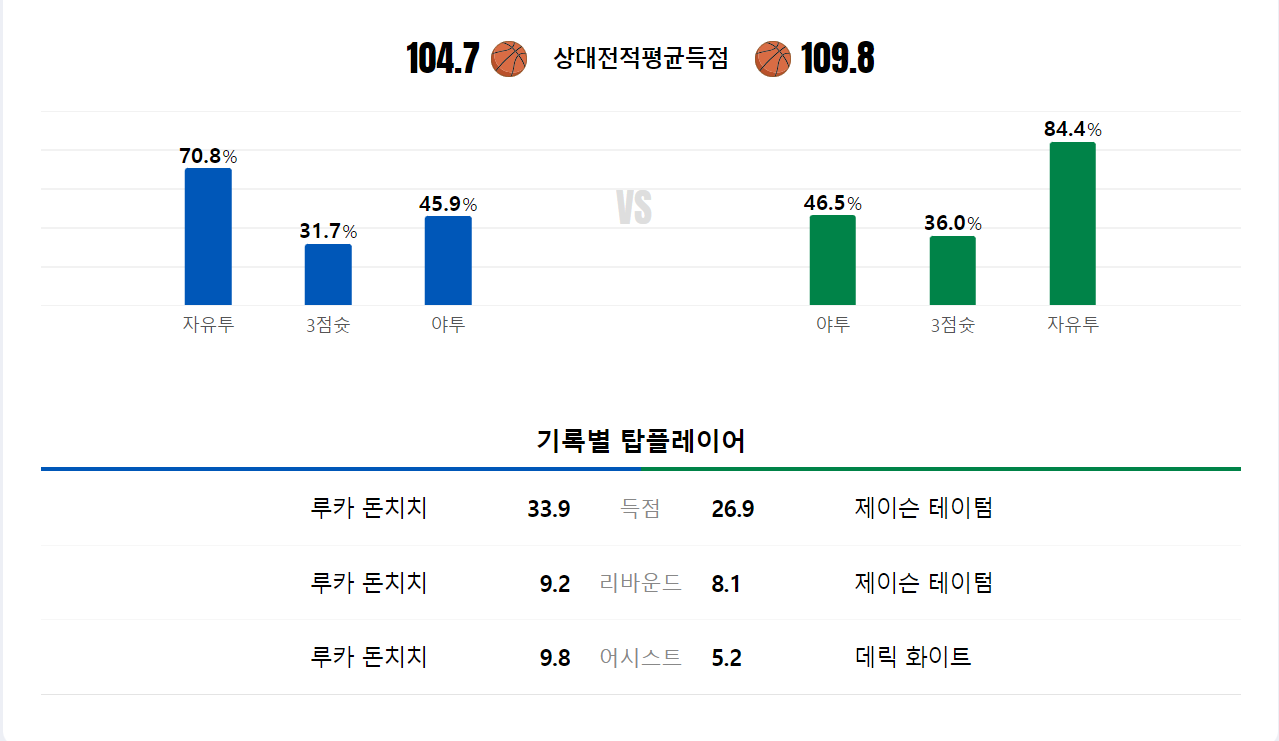 104.7 상대전적평균득점 109.8
70.8% 31.7% 45.9% VS 46.5% 36.0% 84.4%
자유투 3점슛 야투 야투 3점슛 자유투
기록별 탑플레이어
루카 돈치치 33.9 득점 26.9 제이슨 테이텀
루카 돈치치 9.2 리바운드 8.1 제이슨 테이텀
루카 돈치치 9.8 어시스트 5.2 데릭 화이트